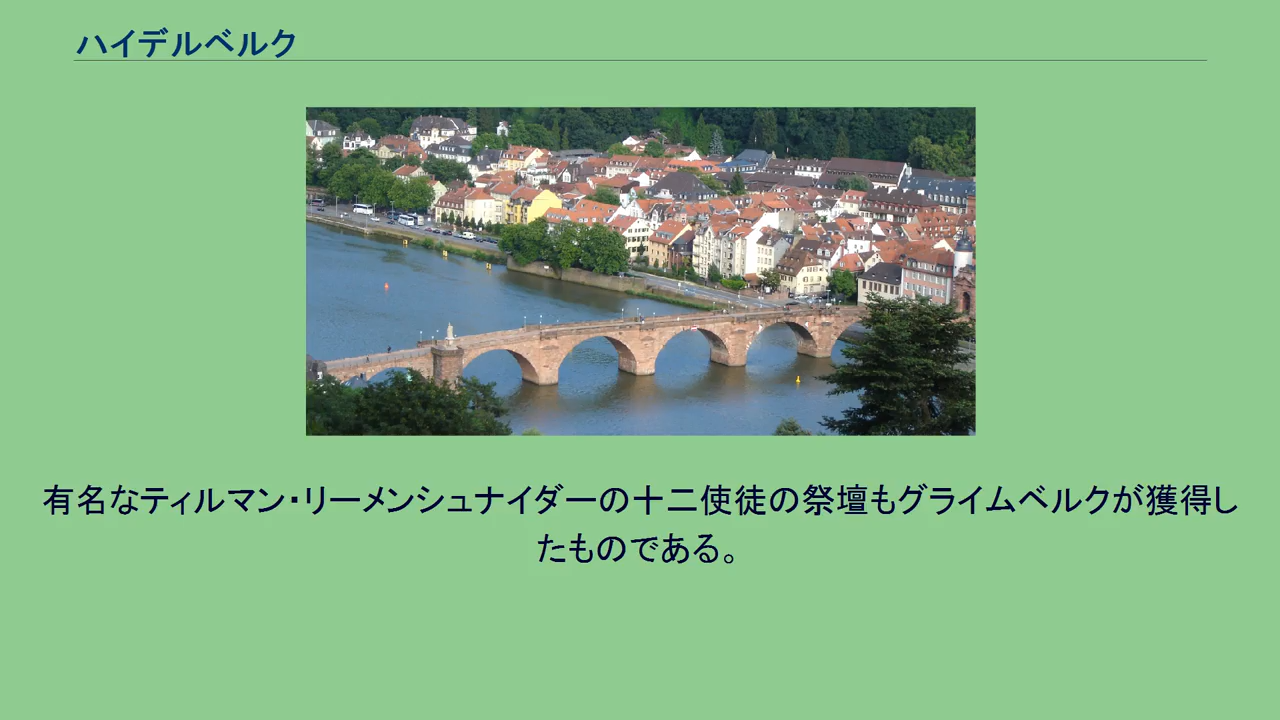 ハイデルベルク
有名なティルマン・リーメンシュナイダーの十二使徒の祭壇もグライムベルクが獲得し
たものである。